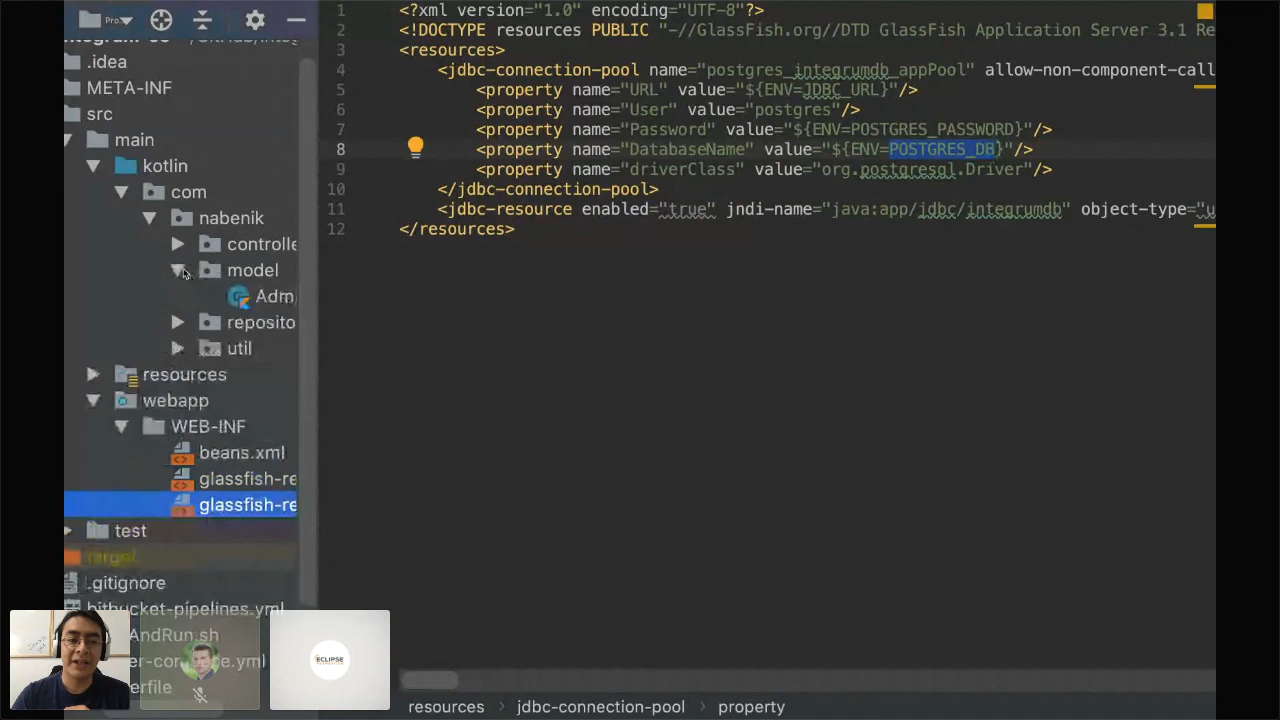 Pro.
.idea
META-INF
src
main
kotlin
com
nabenik
controlle
model
Adm
reposito
util
resources
webapp
WEB-INF
beans.xml
glassfish-re
glassfish-re
test
target
.gitignore
bitbucket-pipelines.yml
AndRun.sh
er-com
e.yml
erfile
ECLIPSE
1 <?xml version="1.0" encoding="UTF-8"?>
2 <!DOCTYPE resources PUBLIC "-//GlassFish.org//DTD GlassFish Application Server 3.1 Re
3 <resources>
4 <jdbc-connection-pool name="postgres_integrumdb_appPool" allow-non-component-call
5 <property name="URL" value="${ENV=JDBC_URL}"/>
6 <property name="User" value="postgres"/>
7 <property name="Password" value="${ENV=POSTGRES_PASSWORD}"/>
8 <property name="DatabaseName" value="${ENV=POSTGRES_DB}"/>
9 <property name="driverClass" value="org.postgresql.Driver"/>
10 </jdbc-connection-pool>
11 <jdbc-resource enabled="true" jndi-name="java:app/jdbc/integrumdb" object-type="u
12 </resources>
resources > jdbc-connection-pool > property